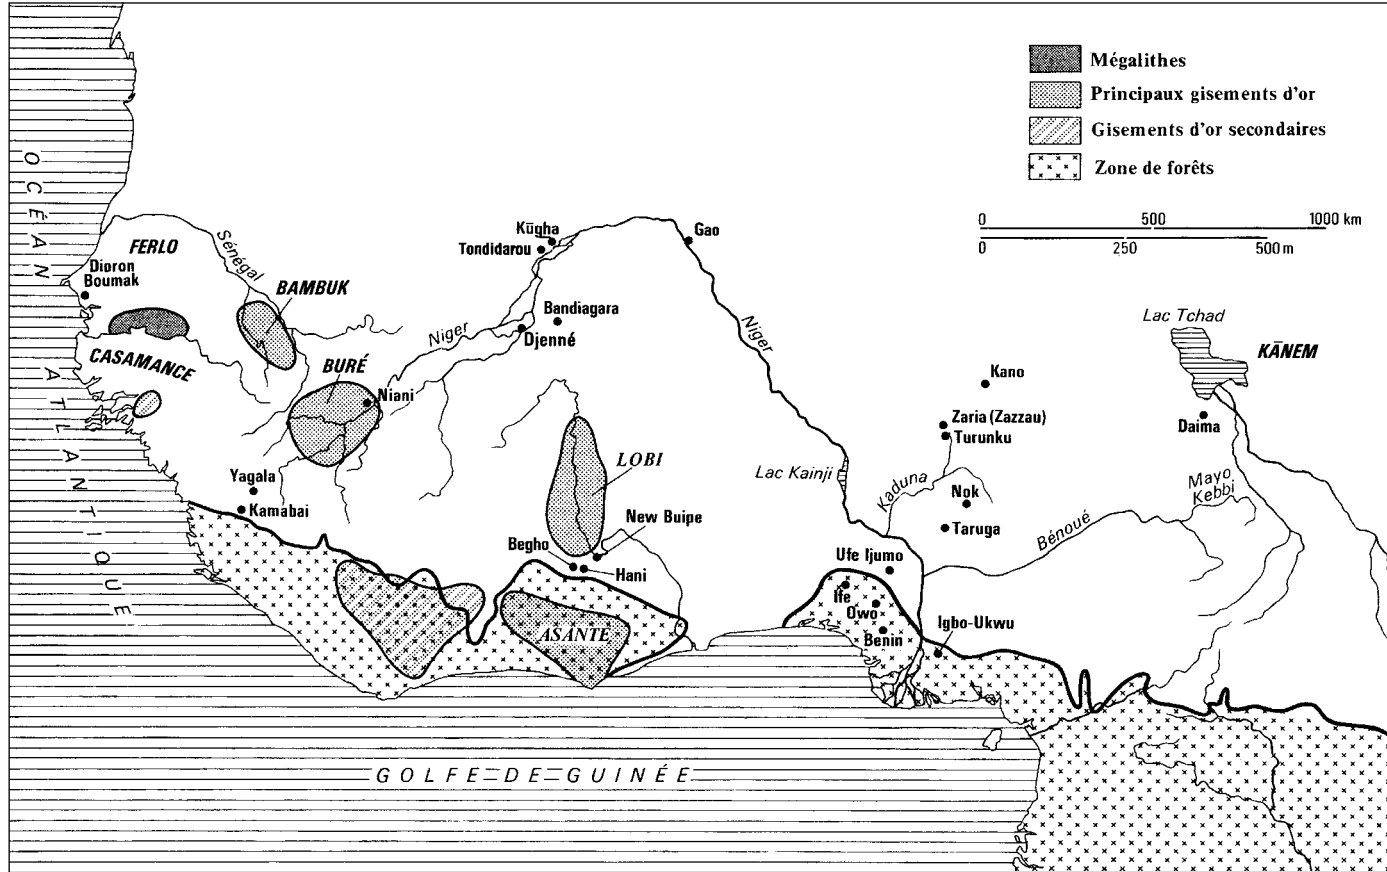 Mégalithes
Principaux gisements d'or
Gisements d'or secondaires
Zone de forêts
0 500 1000 km
0 250 500 m
OCÉAN ATLANTIQUE
FERLO
Sénégal
Dioron
Boumak
BAMBUK
CASAMANCE
BURÉ
Niani
Kūgha
Tondidarou
Gao
Bandiagara
Niger
Djenné
Niger
Lac Tchad
KĀNEM
Kano
Zaria (Zazzau)
Turunku
Daima
Yagala
Kamabai
LOBI
Lac Kainji
Kaduna
Nok
Mayo
Kebbi
Taruga
Bénoué
New Buipe
Begho
Hani
Ufe Ijumo
Ife
Owo
Benin
Igbo-Ukwu
ASANTE
GOLFE-DE-GUINÉE